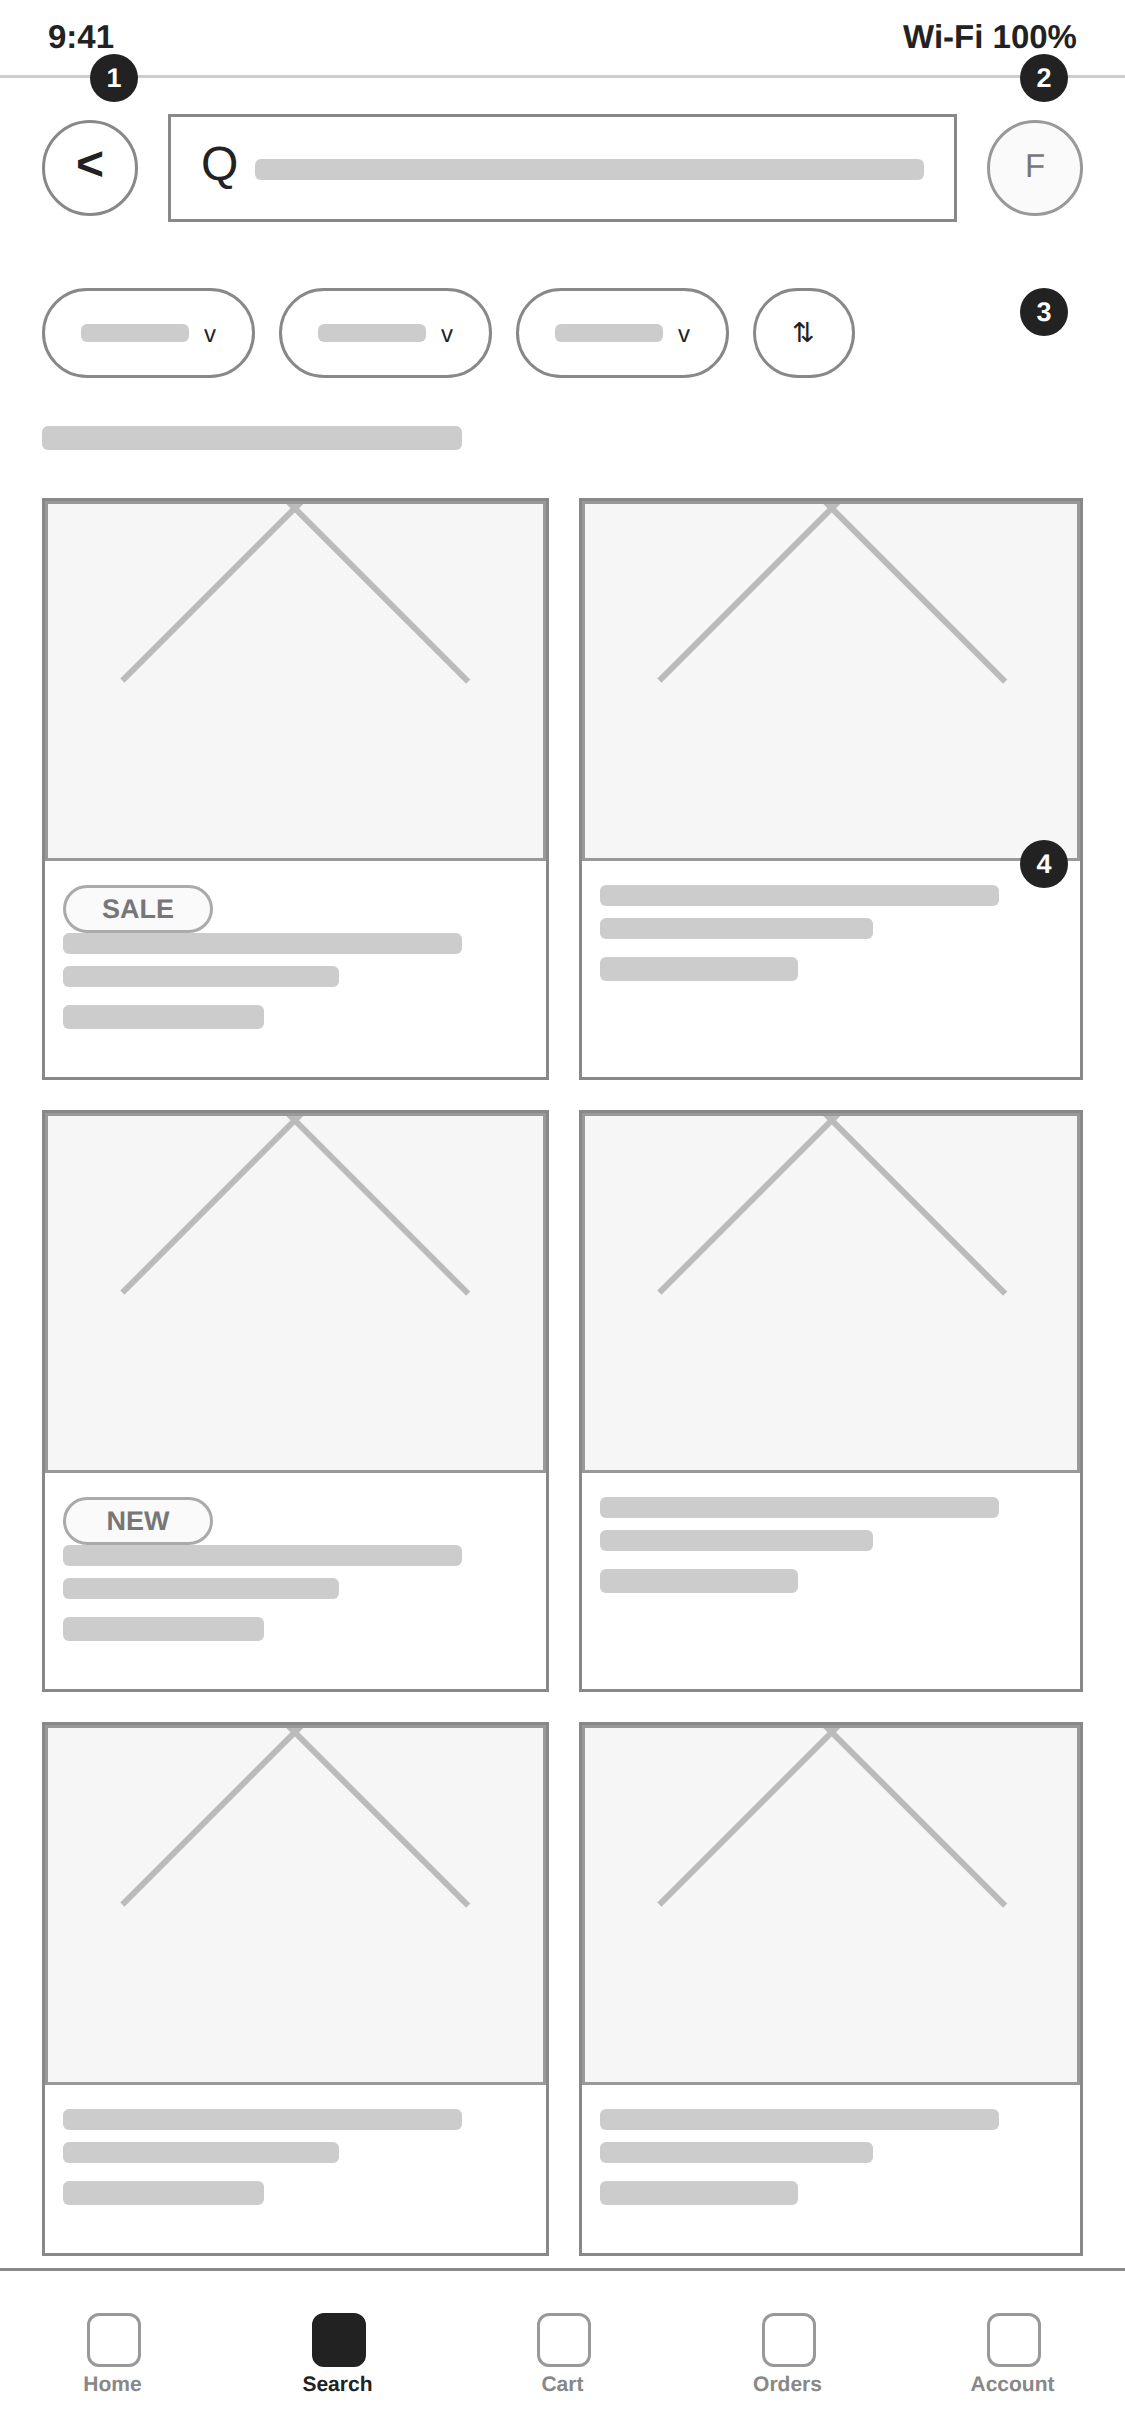 9:41 Wi-Fi 100%
1 2
< Q F
3
v v v ⇅
4
SALE
NEW
Home Search Cart Orders Account